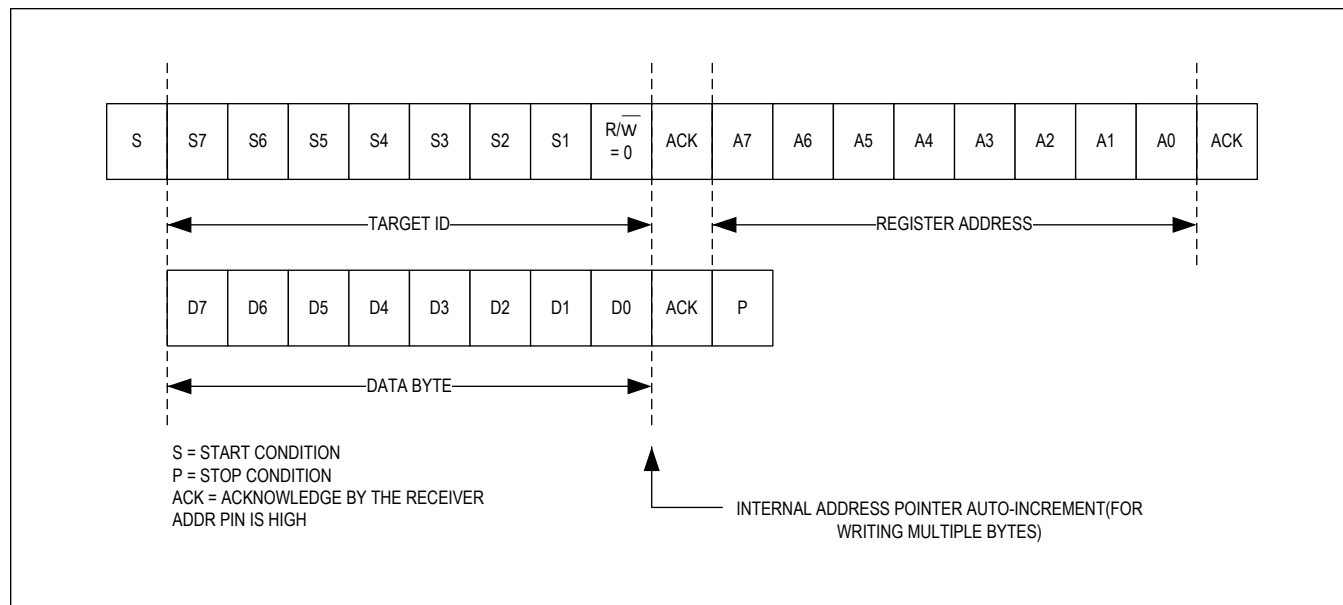 S S7 S6 S5 S4 S3 S2 S1 R/W̅ = 0 ACK A7 A6 A5 A4 A3 A2 A1 A0 ACK
TARGET ID
REGISTER ADDRESS
D7 D6 D5 D4 D3 D2 D1 D0 ACK P
DATA BYTE
S = START CONDITION
P = STOP CONDITION
ACK = ACKNOWLEDGE BY THE RECEIVER
ADDR PIN IS HIGH
INTERNAL ADDRESS POINTER AUTO-INCREMENT(FOR
WRITING MULTIPLE BYTES)